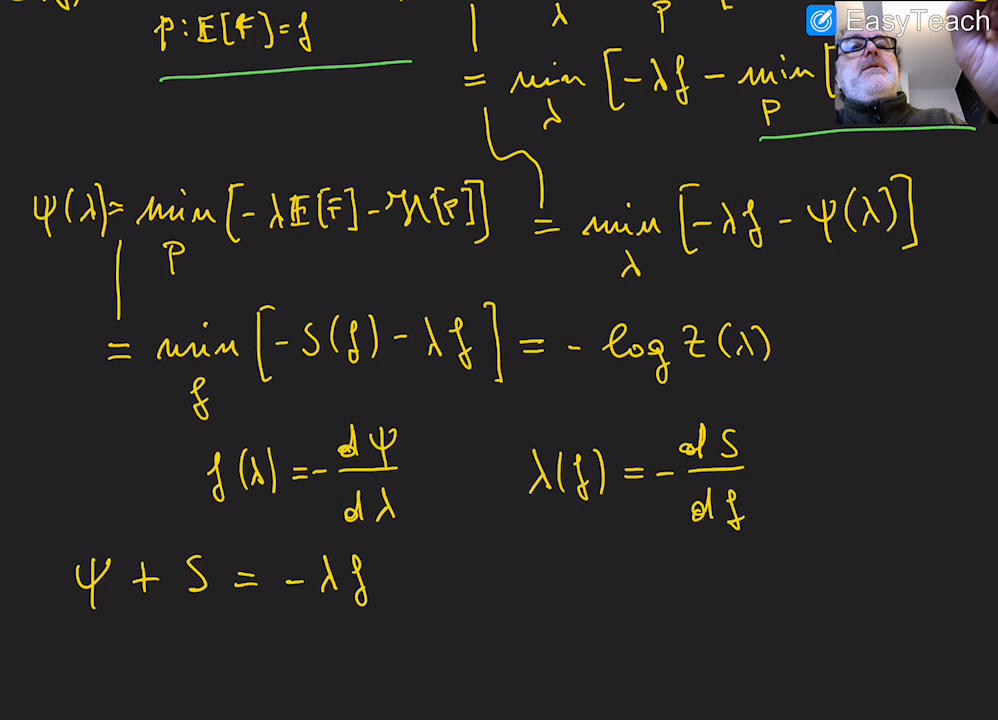 EasyTeach
p : 𝔼[F] = f
λ P
= min [-λf - min [
λ P
ψ(λ) = min [-λ𝔼[F] - ℋ[P]] = min [-λf - ψ(λ)]
P λ
= min [-S(f) - λf] = - log Z(λ)
f
f(λ) = - dψ/dλ λ(f) = - dS/df
ψ + S = -λf